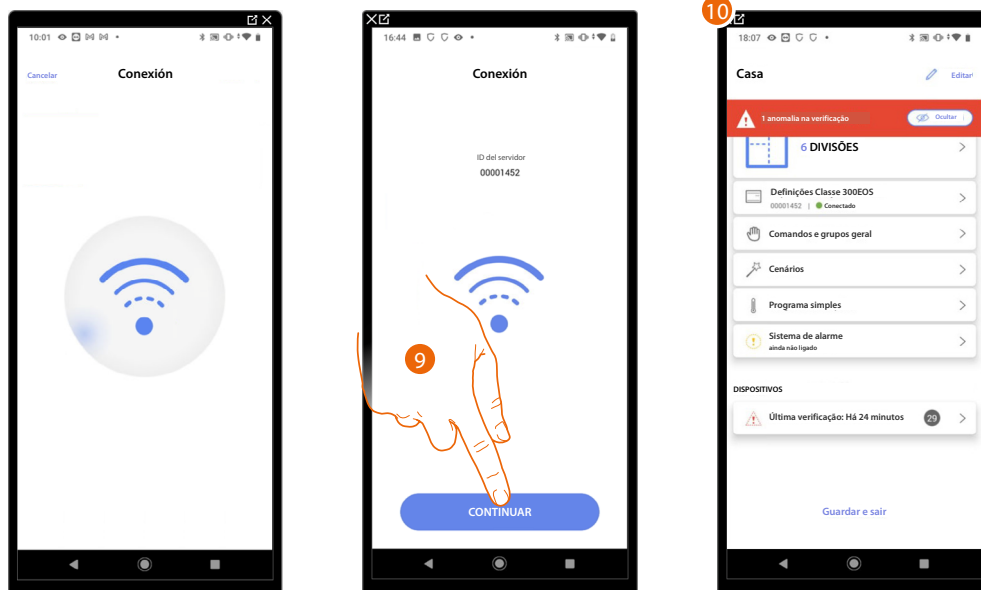 10:01
Cancelar
Conexión
16:44
Conexión
ID del servidor
00001452
9
CONTINUAR
10
18:07
Casa
Editar
1 anomalia na verificação
Ocultar
6 DIVISÕES
Definições Classe 300EOS
00001452 | Conectado
Comandos e grupos geral
Cenários
Programa simples
Sistema de alarme
ainda não ligado
DISPOSITIVOS
Última verificação: Há 24 minutos
29
Guardar e sair